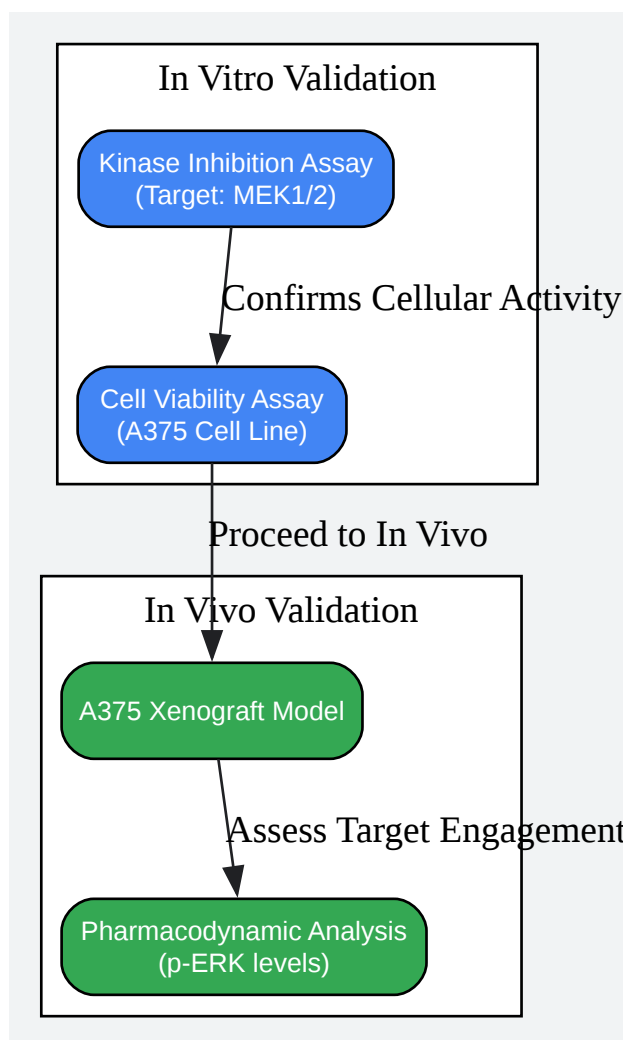 In Vitro Validation
Kinase Inhibition Assay
(Target: MEK1/2)
Confirms Cellular Activity
Cell Viability Assay
(A375 Cell Line)
Proceed to In Vivo
In Vivo Validation
A375 Xenograft Model
Assess Target Engagement
Pharmacodynamic Analysis
(p-ERK levels)